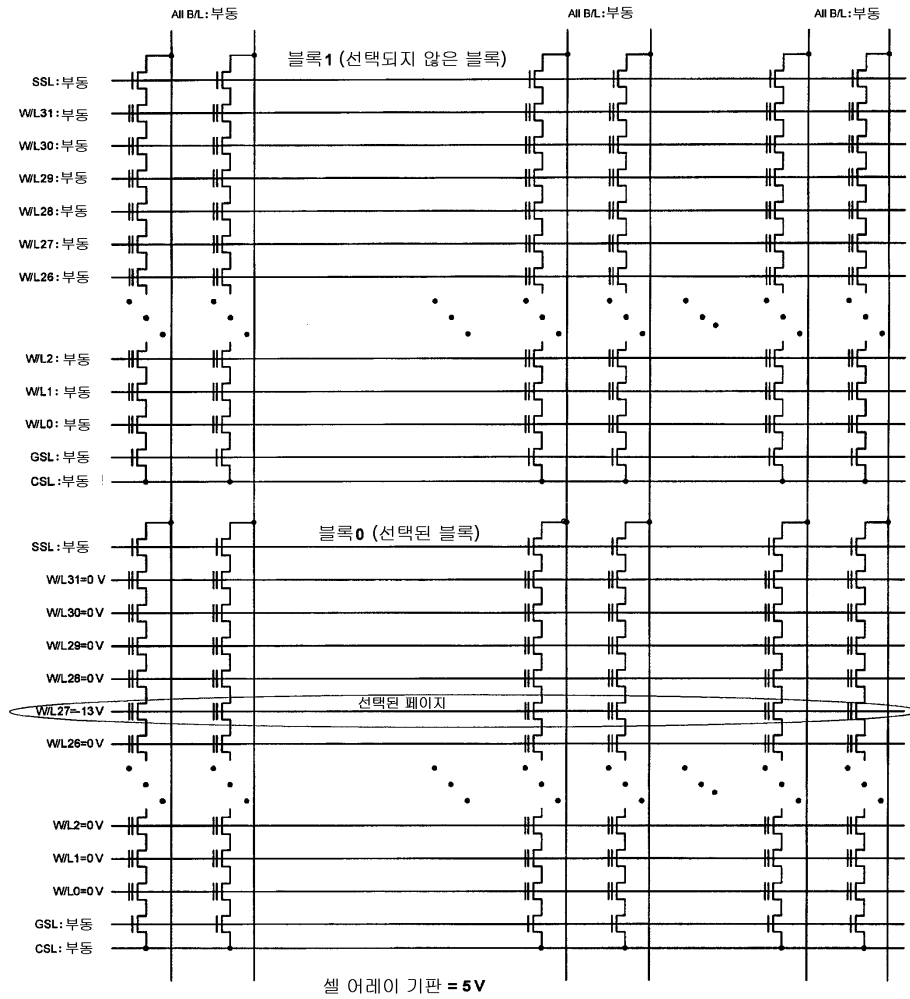 All B/L: 부동 All B/L: 부동 All B/L: 부동
블록1 (선택되지 않은 블록)
SSL: 부동
W/L31: 부동
W/L30: 부동
W/L29: 부동
W/L28: 부동
W/L27: 부동
W/L26: 부동
W/L2: 부동
W/L1: 부동
W/L0: 부동
GSL: 부동
CSL: 부동
블록0 (선택된 블록)
SSL: 부동
W/L31=0 V
W/L30=0 V
W/L29=0 V
W/L28=0 V
선택된 페이지
W/L27=-13 V
W/L26=0 V
W/L2=0 V
W/L1=0 V
W/L0=0 V
GSL: 부동
CSL: 부동
셀 어레이 기판 = 5 V